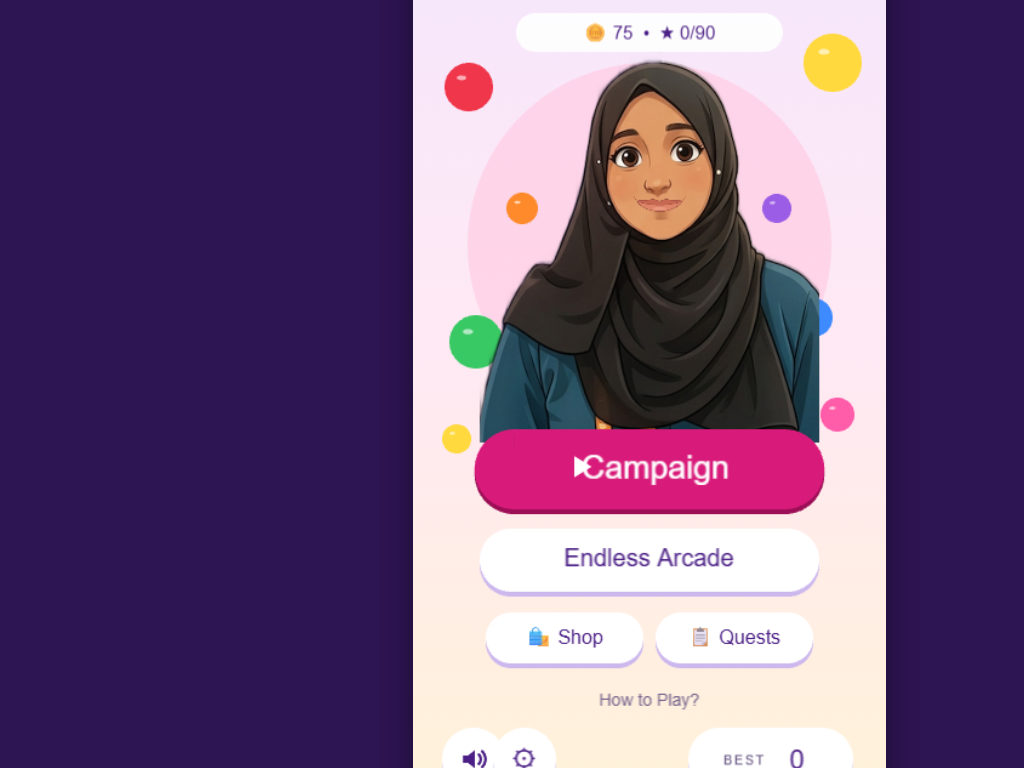 75 • ★ 0/90
Campaign
Endless Arcade
Shop
Quests
How to Play?
BEST 0